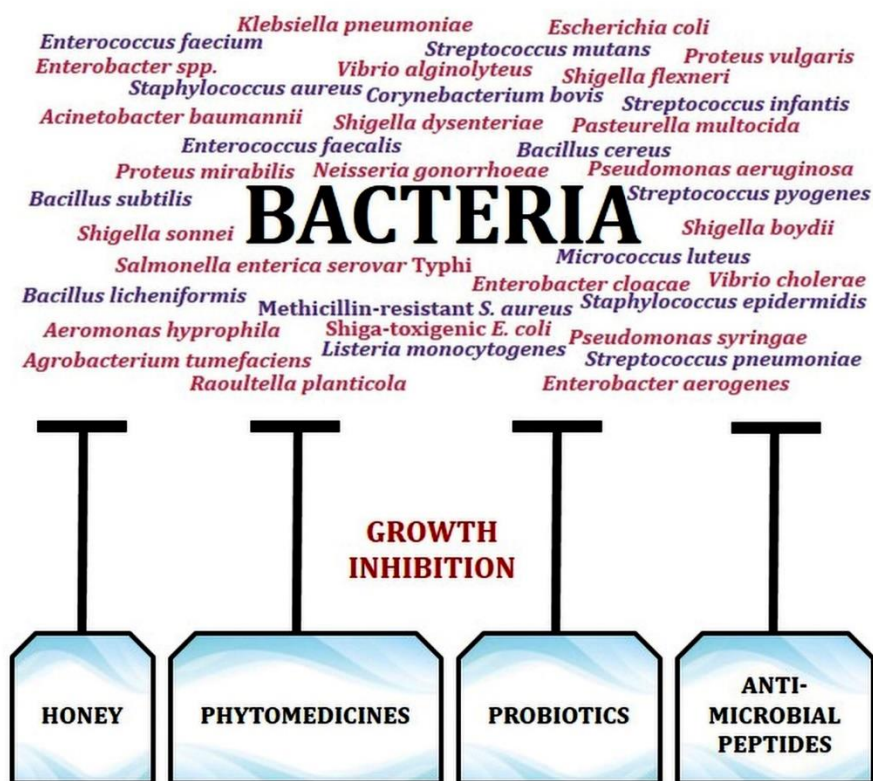 Klebsiella pneumoniae
Escherichia coli
Enterococcus faecium
Streptococcus mutans
Proteus vulgaris
Enterobacter spp.
Vibrio alginolyteus
Shigella flexneri
Staphylococcus aureus
Corynebacterium bovis
Streptococcus infantis
Acinetobacter baumannii
Shigella dysenteriae
Pasteurella multocida
Enterococcus faecalis
Bacillus cereus
Proteus mirabilis
Neisseria gonorrhoeae
Pseudomonas aeruginosa
Bacillus subtilis
BACTERIA
Streptococcus pyogenes
Shigella sonnei
Shigella boydii
Salmonella enterica serovar Typhi
Micrococcus luteus
Enterobacter cloacae
Vibrio cholerae
Bacillus licheniformis
Methicillin-resistant S. aureus
Staphylococcus epidermidis
Aeromonas hyprophila
Shiga-toxigenic E. coli
Pseudomonas syringae
Agrobacterium tumefaciens
Listeria monocytogenes
Streptococcus pneumoniae
Raoultella planticola
Enterobacter aerogenes
GROWTH
INHIBITION
HONEY
PHYTOMEDICINES
PROBIOTICS
ANTI-
MICROBIAL
PEPTIDES